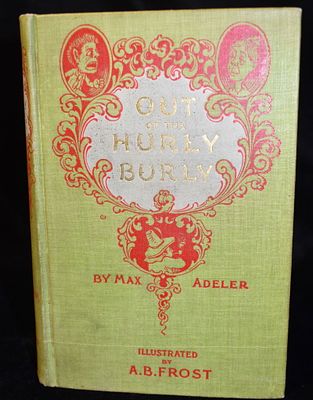 OUT
OF THE
HURLY
BURLY
BY MAX ADELER
ILLUSTRATED
BY
A.B. FROST